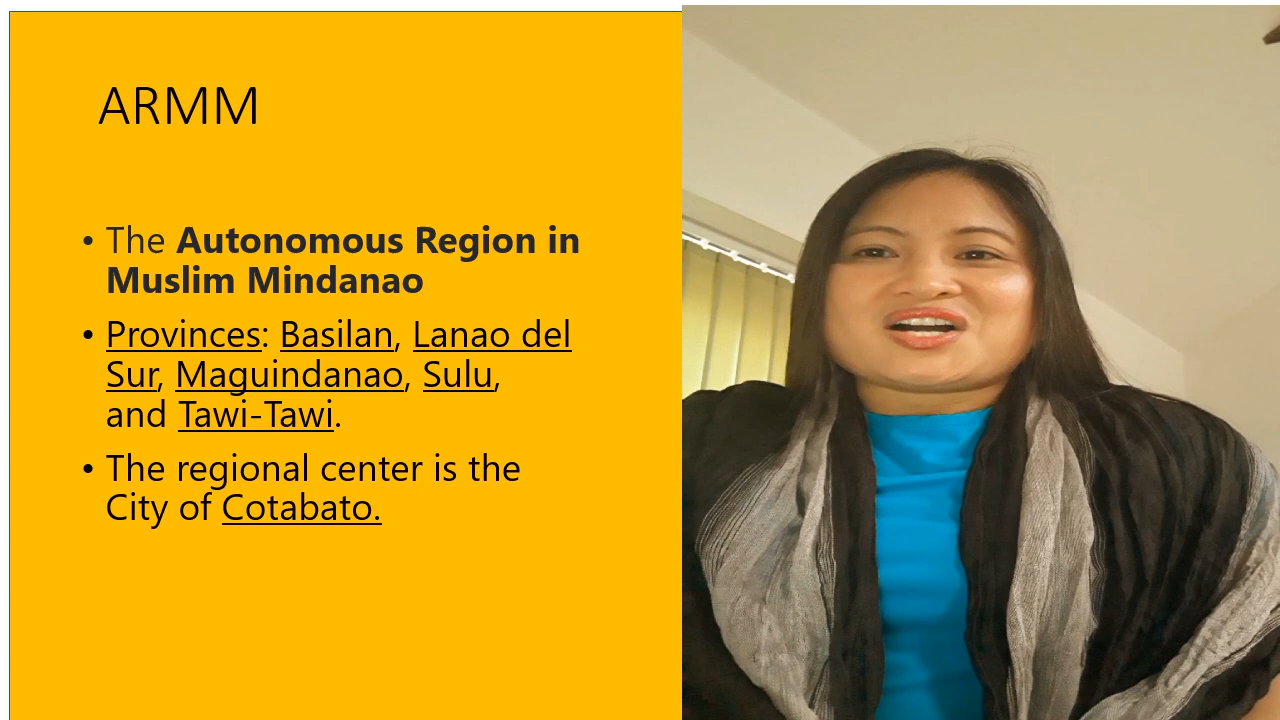 ARMM
• The Autonomous Region in
Muslim Mindanao
• Provinces: Basilan, Lanao del
Sur, Maguindanao, Sulu,
and Tawi-Tawi.
• The regional center is the
City of Cotabato.